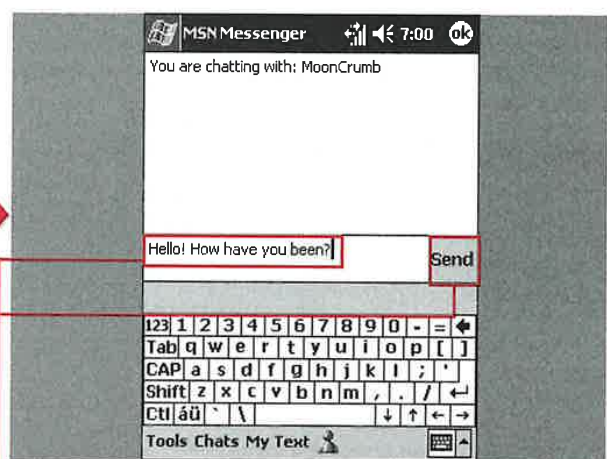 MSN Messenger 7:00 ok
You are chatting with: MoonCrumb
Hello! How have you been?
Send
123 1 2 3 4 5 6 7 8 9 0 - =
Tab q w e r t y u i o p [ ]
CAP a s d f g h j k l ; '
Shift z x c v b n m , . /
Ctl áü ` \
Tools Chats My Text